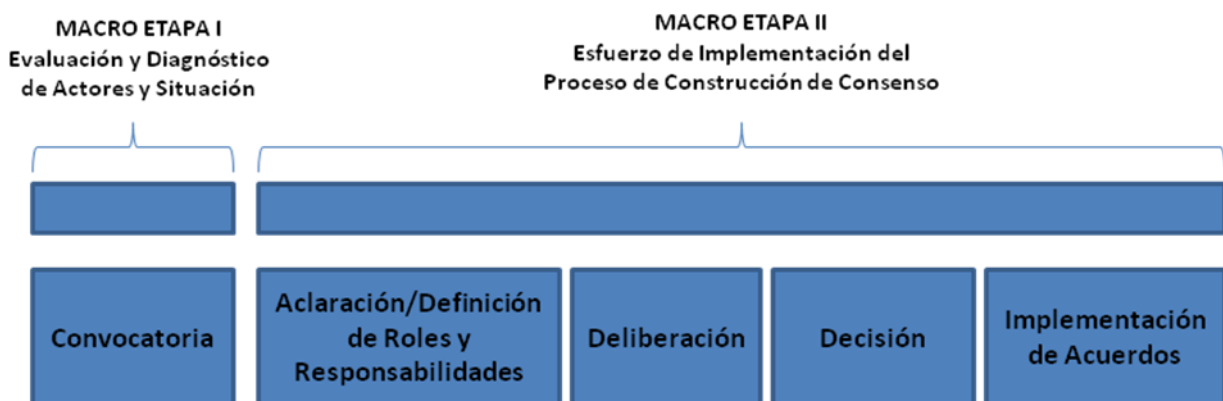 MACRO ETAPA I
Evaluación y Diagnóstico
de Actores y Situación
MACRO ETAPA II
Esfuerzo de Implementación del
Proceso de Construcción de Consenso
Convocatoria
Aclaración/Definición
de Roles y
Responsabilidades
Deliberación
Decisión
Implementación
de Acuerdos